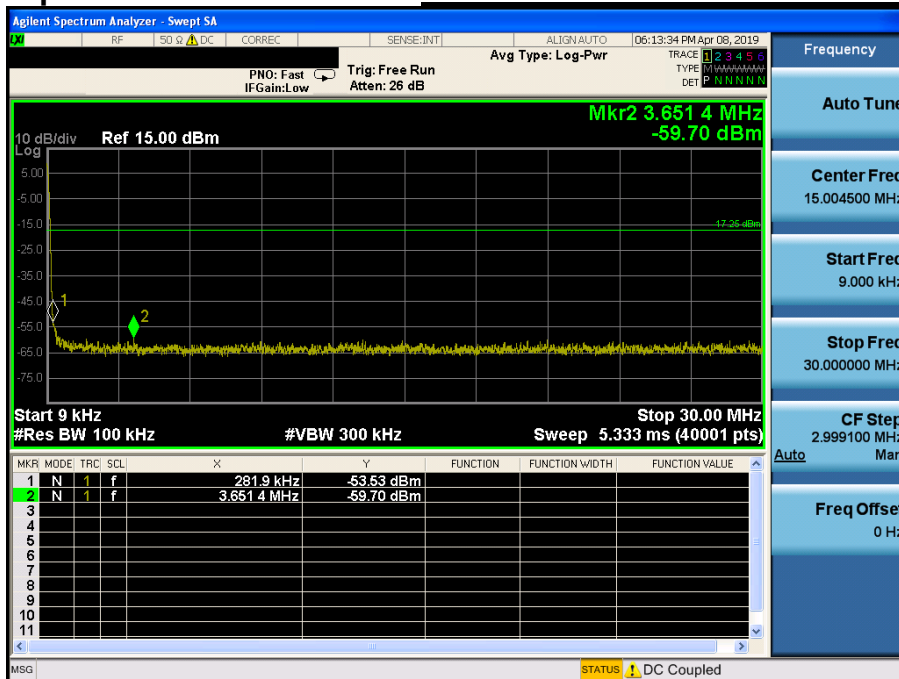 Agilent Spectrum Analyzer - Swept SA
LXI RF 50 Ω DC CORREC SENSE:INT ALIGNAUTO 06:13:34 PM Apr 08, 2019
PNO: Fast Trig: Free Run Avg Type: Log-Pwr TRACE 1 2 3 4 5 6
IFGain:Low Atten: 26 dB TYPE M WWWWW
DET P N N N N N
Frequency
Mkr2 3.651 4 MHz
-59.70 dBm
10 dB/div Ref 15.00 dBm
Log
5.00
-5.00
-15.0
-17.25 dBm
-25.0
-35.0
-45.0
1
2
-55.0
-65.0
-75.0
Start 9 kHz Stop 30.00 MHz
#Res BW 100 kHz #VBW 300 kHz Sweep 5.333 ms (40001 pts)
MKR MODE TRC SCL X Y FUNCTION FUNCTION WIDTH FUNCTION VALUE
1 N 1 f 281.9 kHz -53.53 dBm
2 N 1 f 3.651 4 MHz -59.70 dBm
3
4
5
6
7
8
9
10
11
MSG STATUS DC Coupled
Auto Tune
Center Freq
15.004500 MHz
Start Freq
9.000 kHz
Stop Freq
30.000000 MHz
CF Step
2.999100 MHz
Auto Man
Freq Offset
0 Hz